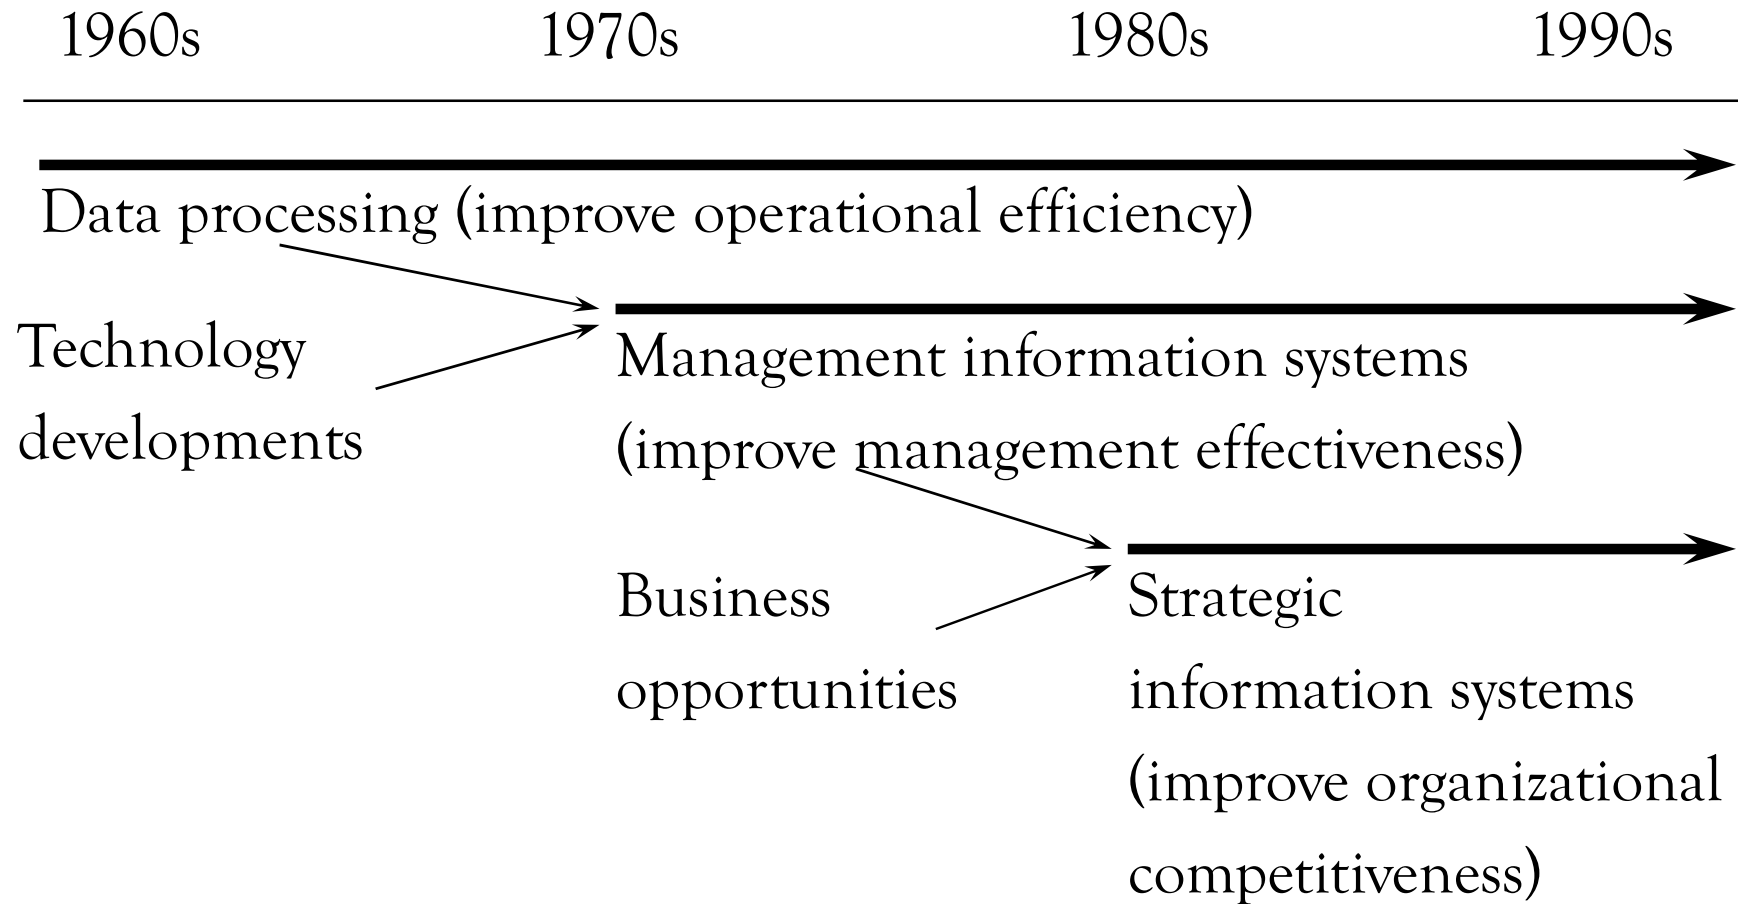 1960s 1970s 1980s 1990s
Data processing (improve operational efficiency)
Technology
developments
Management information systems
(improve management effectiveness)
Business
opportunities
Strategic
information systems
(improve organizational
competitiveness)